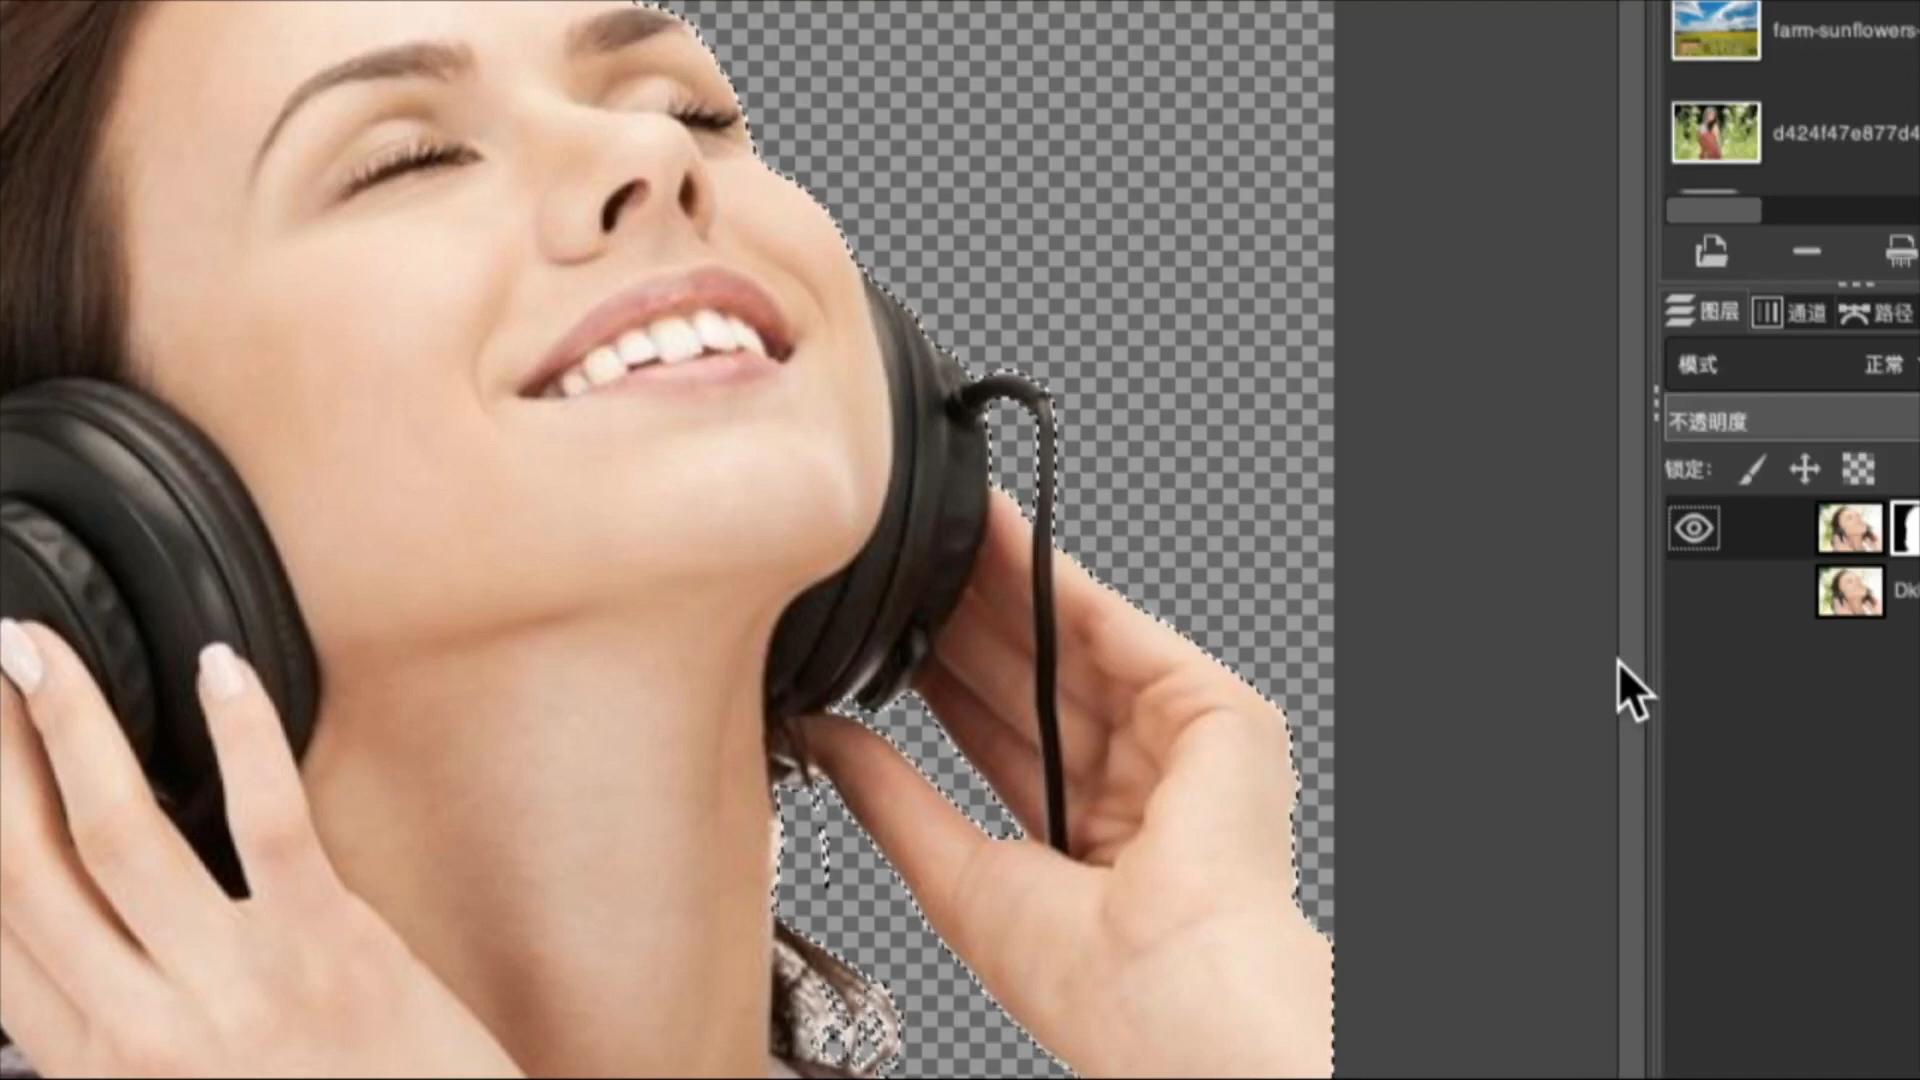 farm-sunflowers-
d424f47e877d4
图层 通道 路径
模式 正常
不透明度
锁定:
Dk